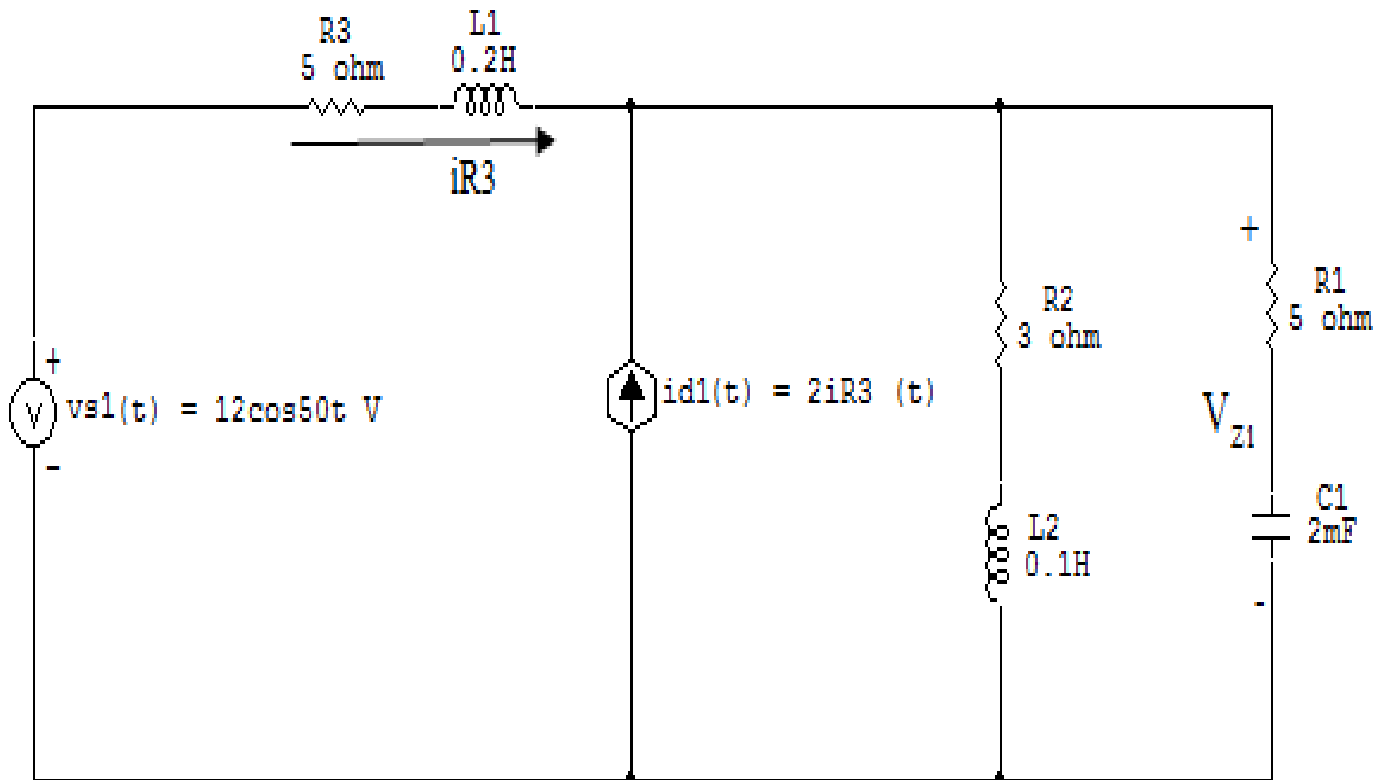 R3
5 ohm
L1
0.2H
iR3
+
vs1(t) = 12cos50t V
V
-
id1(t) = 2iR3 (t)
R2
3 ohm
L2
0.1H
+
R1
5 ohm
VZ1
C1
2mF
-